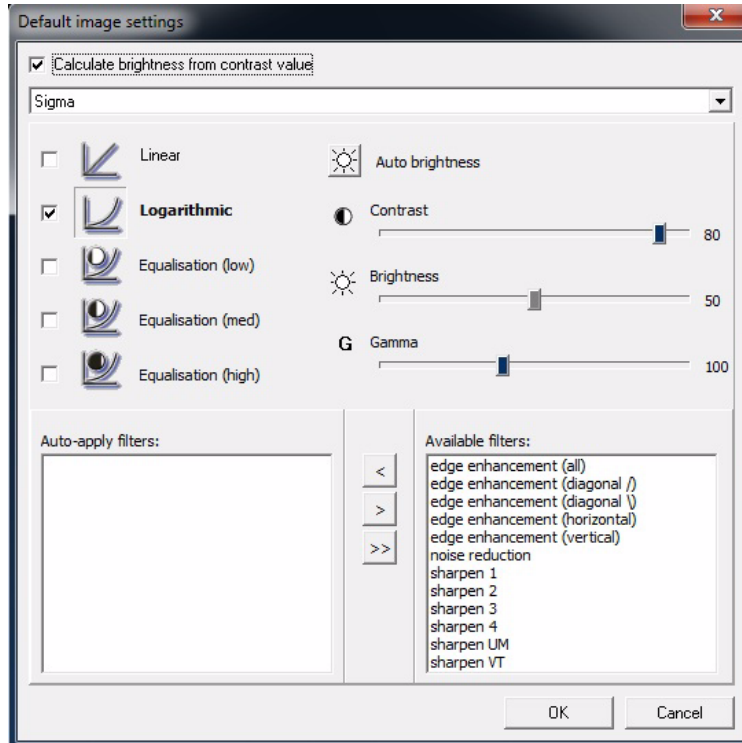 Default image settings
x
Calculate brightness from contrast value
Sigma
Linear
Auto brightness
Logarithmic
Contrast
80
Equalisation (low)
Brightness
50
Equalisation (med)
G Gamma
100
Equalisation (high)
Auto-apply filters:
<
>
>>
Available filters:
edge enhancement (all)
edge enhancement (diagonal /)
edge enhancement (diagonal \)
edge enhancement (horizontal)
edge enhancement (vertical)
noise reduction
sharpen 1
sharpen 2
sharpen 3
sharpen 4
sharpen UM
sharpen VT
OK
Cancel